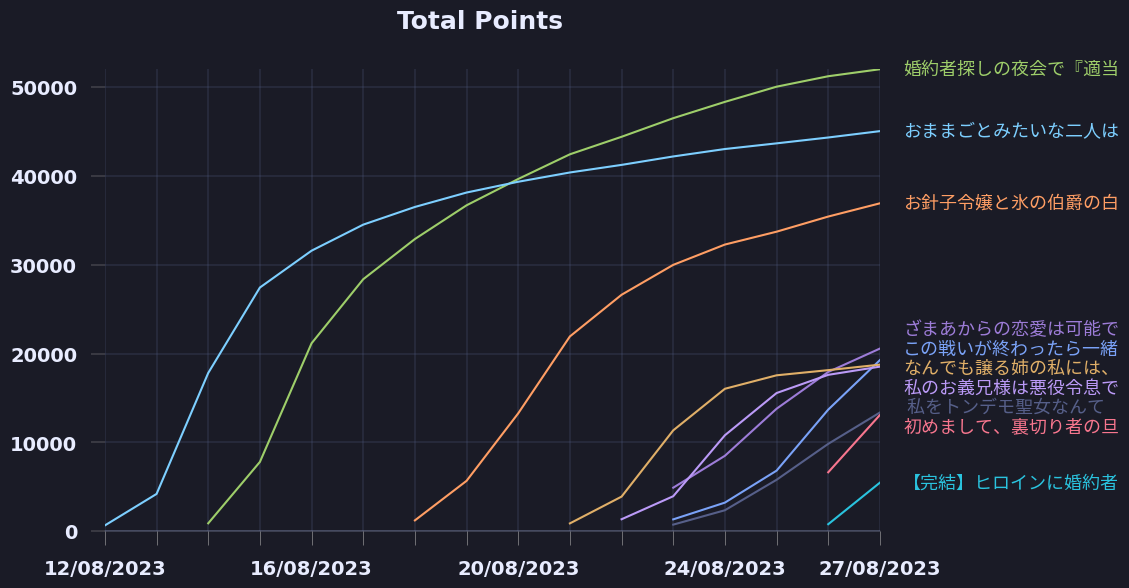 Total Points
50000
40000
30000
20000
10000
0
12/08/2023
16/08/2023
20/08/2023
24/08/2023
27/08/2023
婚約者探しの夜会で『適当
おままごとみたいな二人は
お針子令嬢と氷の伯爵の白
ざまあからの恋愛は可能で
この戦いが終わったら一緒
なんでも譲る姉の私には、
私のお義兄様は悪役令息で
私をトンデモ聖女なんて
初めまして、裏切り者の旦
【完結】ヒロインに婚約者